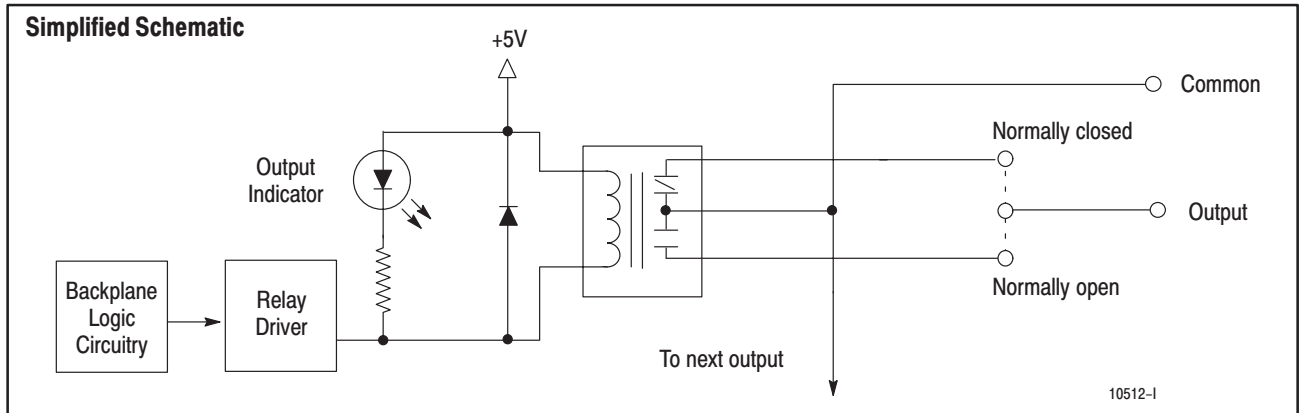 Simplified Schematic
+5V
Common
Normally closed
Output
Indicator
Output
Normally open
Backplane
Logic
Circuitry
Relay
Driver
To next output
10512–I